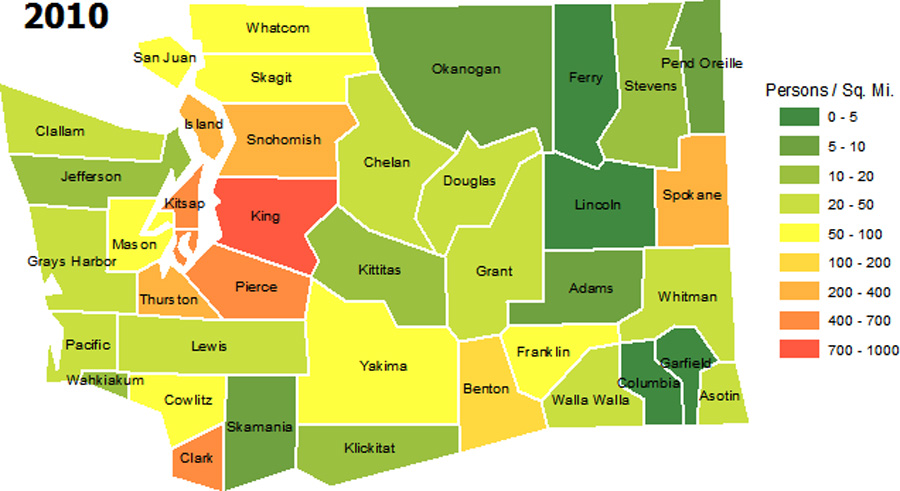 2010
Whatcom
San Juan
Skagit
Okanogan
Ferry
Stevens
Pend Oreille
Island
Snohomish
Clallam
Chelan
Jefferson
Douglas
Kitsap
King
Lincoln
Spokane
Mason
Grays Harbor
Kittitas
Grant
Adams
Whitman
Pierce
Thurston
Pacific
Lewis
Yakima
Franklin
Garfield
Wahkiakum
Columbia
Benton
Cowlitz
Walla Walla
Asotin
Skamania
Klickitat
Clark
Persons / Sq. Mi.
0 - 5
5 - 10
10 - 20
20 - 50
50 - 100
100 - 200
200 - 400
400 - 700
700 - 1000